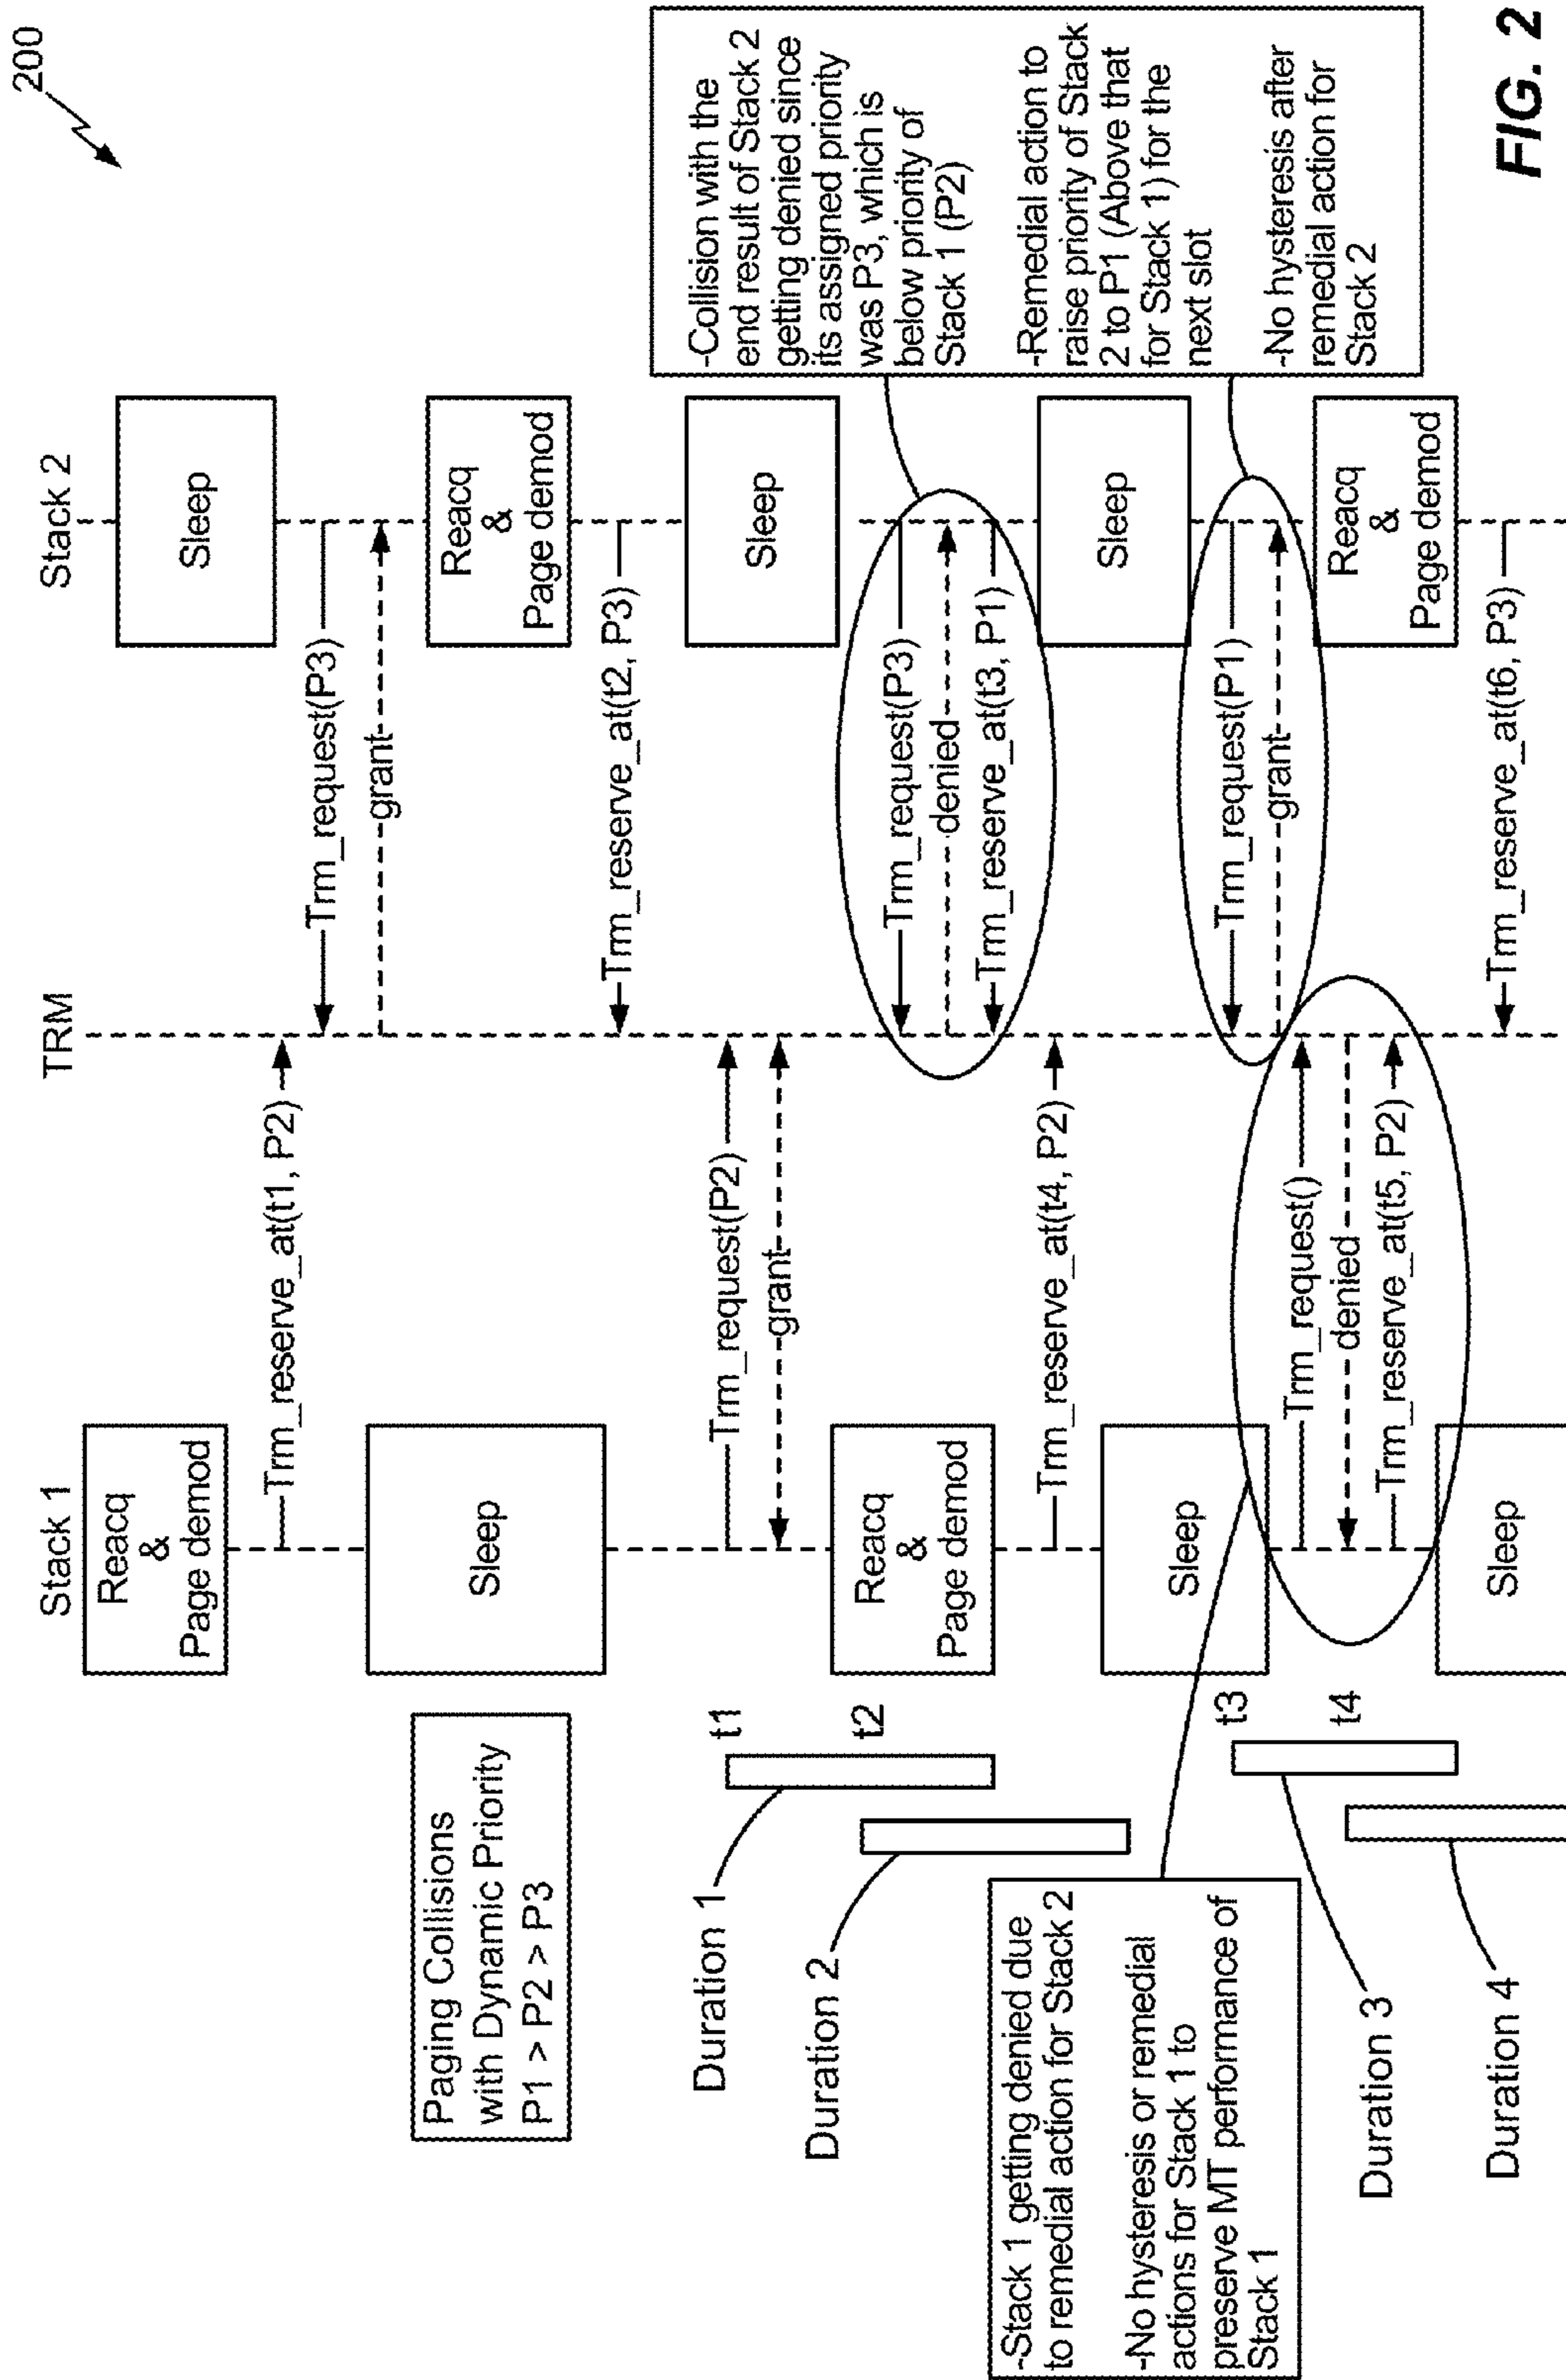 200
Stack 1
TRM
Stack 2
Reacq
&
Page demod
Sleep
Trm_reserve_at(t1, P2)
Trm_request(P3)
grant
Paging Collisions
with Dynamic Priority
P1 > P2 > P3
Sleep
Reacq
&
Page demod
Trm_reserve_at(t2, P3)
t1
Duration 1
Trm_request(P2)
grant
Sleep
t2
Duration 2
Reacq
&
Page demod
Trm_request(P3)
denied
Trm_reserve_at(t3, P1)
-Collision with the
end result of Stack 2
getting denied since
its assigned priority
was P3, which is
below priority of
Stack 1 (P2)
-Remedial action to
raise priority of Stack
2 to P1 (Above that
for Stack 1) for the
next slot
-No hysteresis after
remedial action for
Stack 2
Trm_reserve_at(t4, P2)
-Stack 1 getting denied due
to remedial action for Stack 2
-No hysteresis or remedial
actions for Stack 1 to
preserve MT performance of
Stack 1
Sleep
Sleep
t3
Duration 3
Trm_request(P1)
grant
Trm_request()
denied
Trm_reserve_at(t5, P2)
t4
Duration 4
Reacq
&
Page demod
Sleep
Trm_reserve_at(t6, P3)
FIG. 2